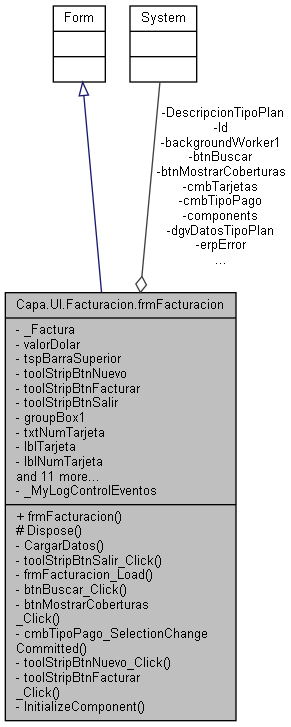 Form
System
-DescripcionTipoPlan
-Id
-backgroundWorker1
-btnBuscar
-btnMostrarCoberturas
-cmbTarjetas
-cmbTipoPago
-components
-dgvDatosTipoPlan
-erpError
...
Capa.UI.Facturacion.frmFacturacion
- _Factura
- valorDolar
- tspBarraSuperior
- toolStripBtnNuevo
- toolStripBtnFacturar
- toolStripBtnSalir
- groupBox1
- txtNumTarjeta
- lblTarjeta
- lblNumTarjeta
and 11 more...
- _MyLogControlEventos
+ frmFacturacion()
# Dispose()
- CargarDatos()
- toolStripBtnSalir_Click()
- frmFacturacion_Load()
- btnBuscar_Click()
- btnMostrarCoberturas
_Click()
- cmbTipoPago_SelectionChange
Committed()
- toolStripBtnNuevo_Click()
- toolStripBtnFacturar
_Click()
- InitializeComponent()